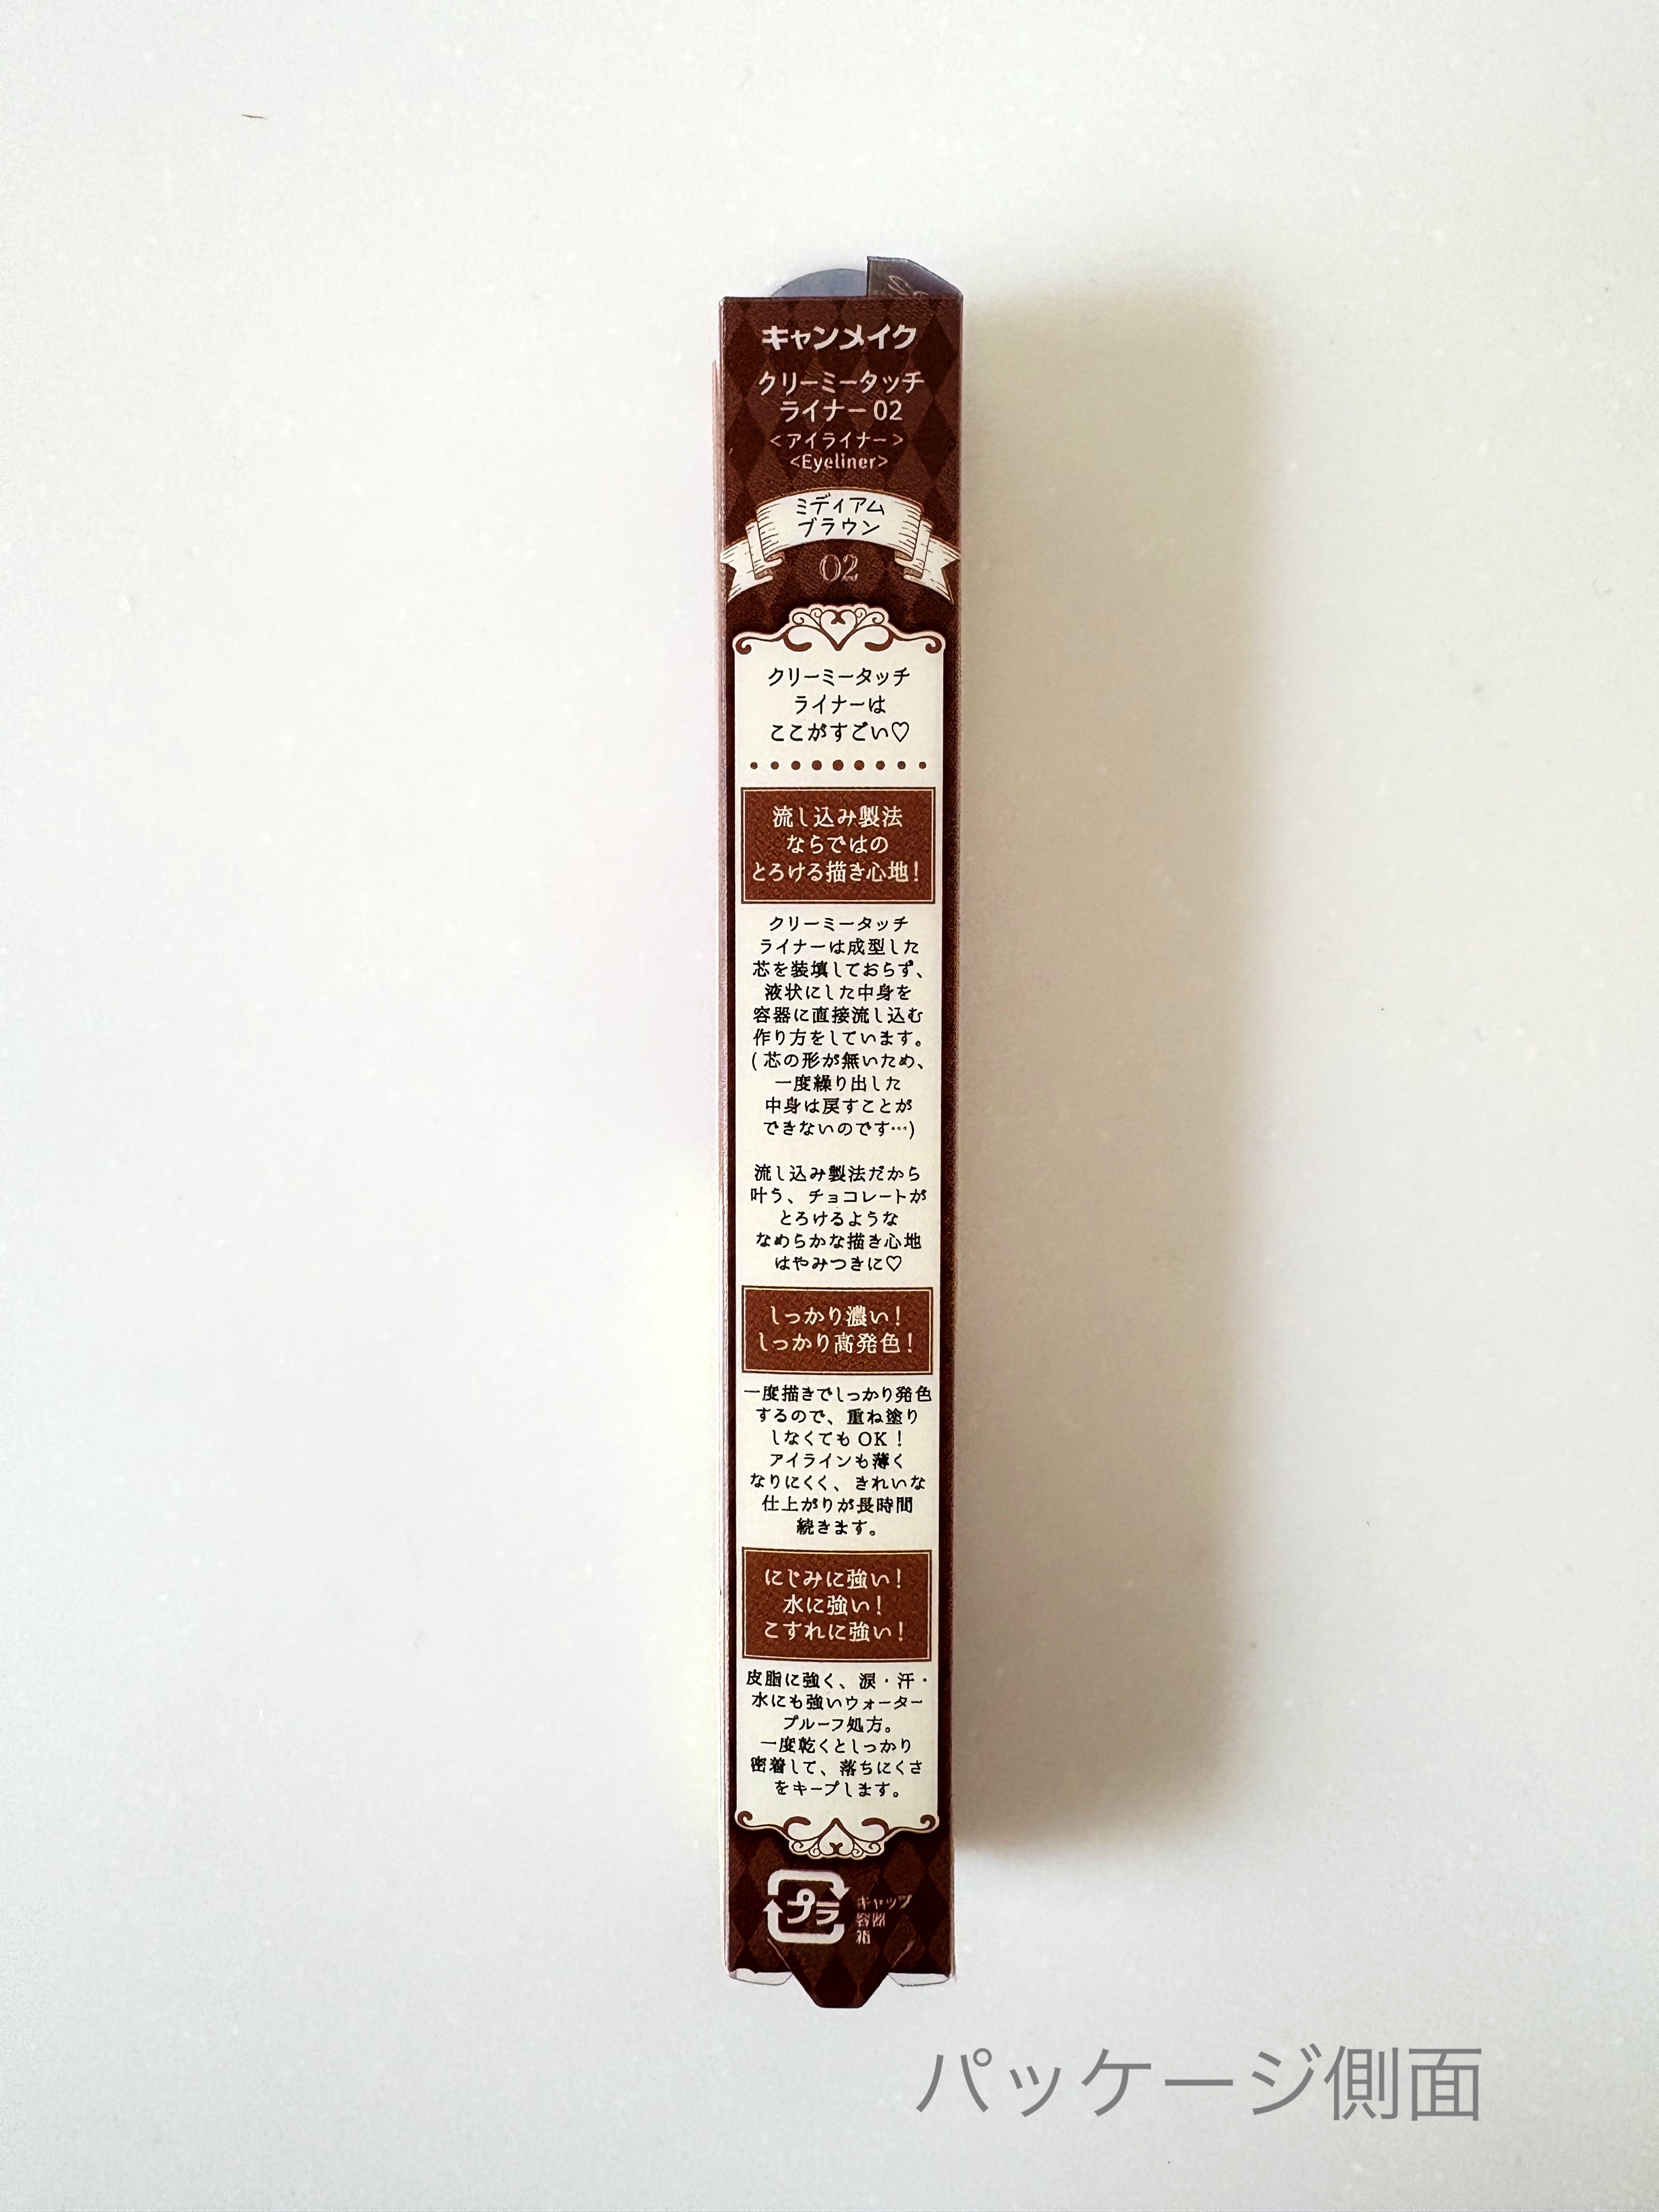 キャンメイク
クリーミータッチ
ライナー 02
<アイライナー>
<Eyeliner>
ミディアム
ブラウン
02
クリーミータッチ
ライナーは
ここがすごい♡
流し込み製法
ならではの
とろける描き心地！
クリーミータッチ
ライナーは成型した
芯を装填しておらず、
液状にした中身を
容器に直接流し込む
作り方をしています。
(芯の形が無いため、
一度繰り出した
中身は戻すことが
できないのです…)
流し込み製法だから
叶う、チョコレートが
とろけるような
なめらかな描き心地
はやみつきに♡
しっかり濃い！
しっかり高発色！
一度描きでしっかり発色
するので、重ね塗り
しなくてもOK！
アイラインも薄く
なりにくく、きれいな
仕上がりが長時間
続きます。
にじみに強い！
水に強い！
こすれに強い！
皮脂に強く、涙・汗・
水にも強いウォーター
プルーフ処方。
一度乾くとしっかり
密着して、落ちにくさ
をキープします。
プラ
キャップ
容器
パッケージ側面